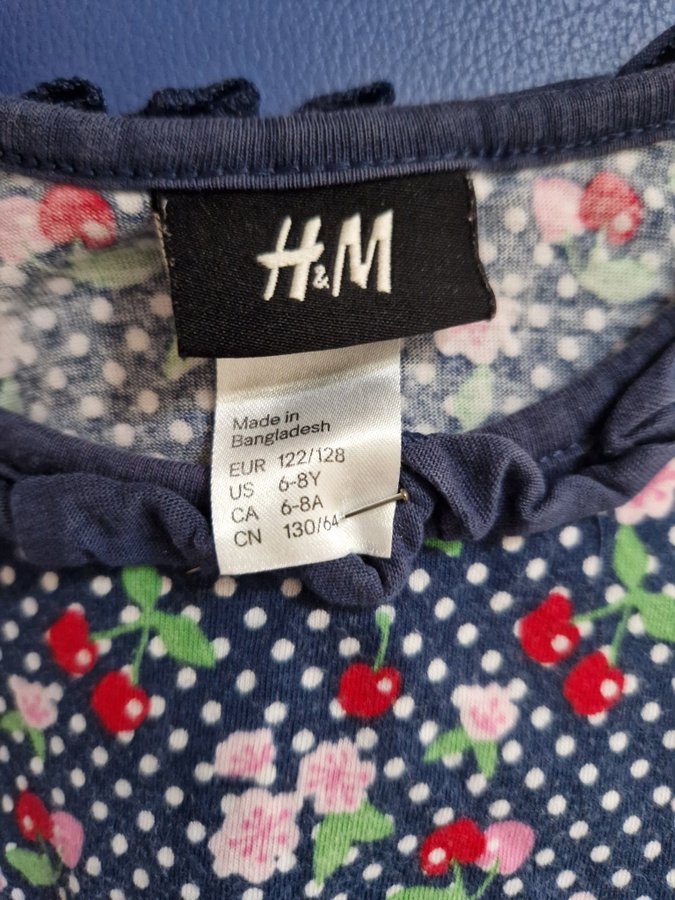 H&M
Made in
Bangladesh
EUR 122/128
US 6-8Y
CA 6-8A
CN 130/64